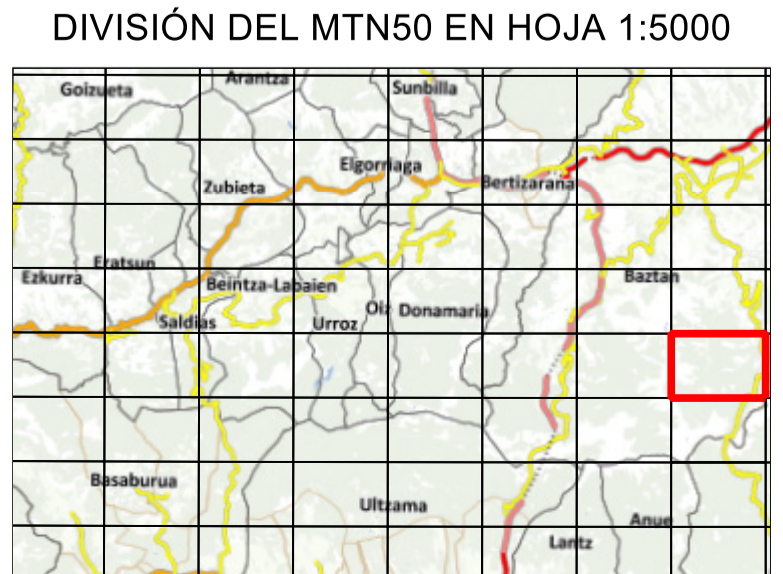 DIVISIÓN DEL MTN50 EN HOJA 1:5000
Arantza
Goizueta
Sunbilla
Elgorriaga
Zubieta
Bertizarana
Eratsun
Ezkurra
Beintza-Labaien
Baztan
Oiz
Donamaria
Saldias
Urroz
Basaburua
Ultzama
Anue
Lantz